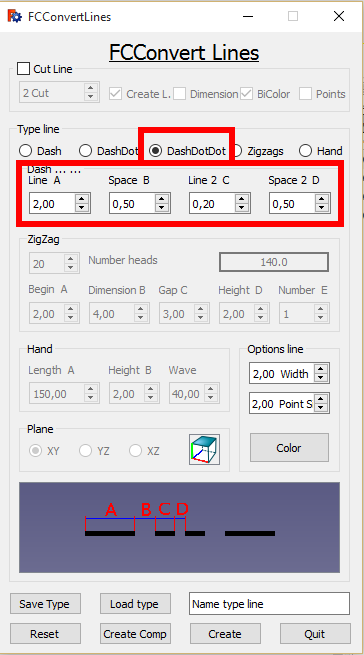 FCConvertLines
FCConvert Lines
Cut Line
2 Cut Create L. Dimension BiColor Points
Type line
Dash DashDot DashDotDot Zigzags Hand
Dash ... ...
Line A Space B Line 2 C Space 2 D
2,00 0,50 0,20 0,50
ZigZag
20 Number heads 140.0
Begin A Dimension B Gap C Height D Number E
2,00 4,00 3,00 2,00 1
Hand Options line
Length A Height B Wave
2,00 Width
150,00 2,00 40,00
2,00 Point S
Plane
XY YZ XZ
Color
A B C D
Save Type Load type Name type line
Reset Create Comp Create Quit